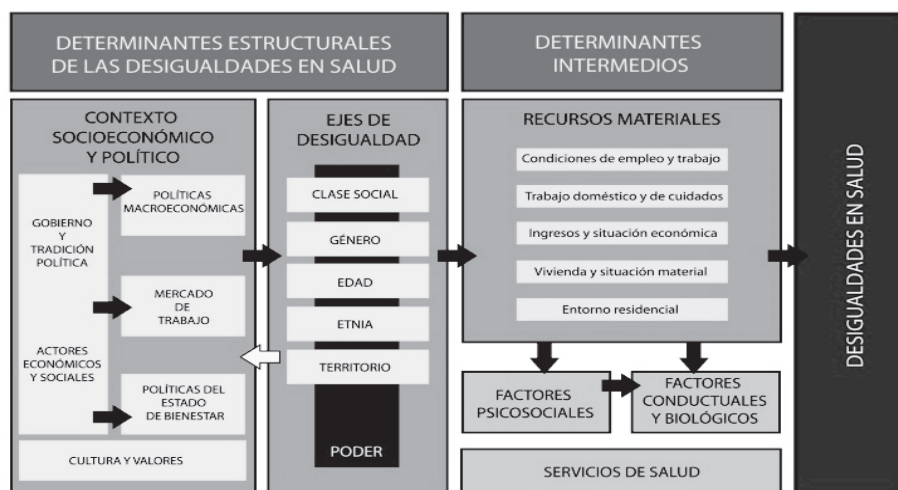 DETERMINANTES ESTRUCTURALES
DE LAS DESIGUALDADES EN SALUD
DETERMINANTES
INTERMEDIOS
CONTEXTO
SOCIOECONÓMICO
Y POLÍTICO
GOBIERNO
Y
TRADICIÓN
POLÍTICA
ACTORES
ECONÓMICOS
Y SOCIALES
POLÍTICAS
MACROECONÓMICAS
MERCADO
DE
TRABAJO
POLÍTICAS DEL
ESTADO
DE BIENESTAR
CULTURA Y VALORES
EJES DE
DESIGUALDAD
CLASE SOCIAL
GÉNERO
EDAD
ETNIA
TERRITORIO
PODER
RECURSOS MATERIALES
Condiciones de empleo y trabajo
Trabajo doméstico y de cuidados
Ingresos y situación económica
Vivienda y situación material
Entorno residencial
FACTORES
PSICOSOCIALES
FACTORES
CONDUCTUALES
Y BIOLÓGICOS
SERVICIOS DE SALUD
DESIGUALDADES EN SALUD